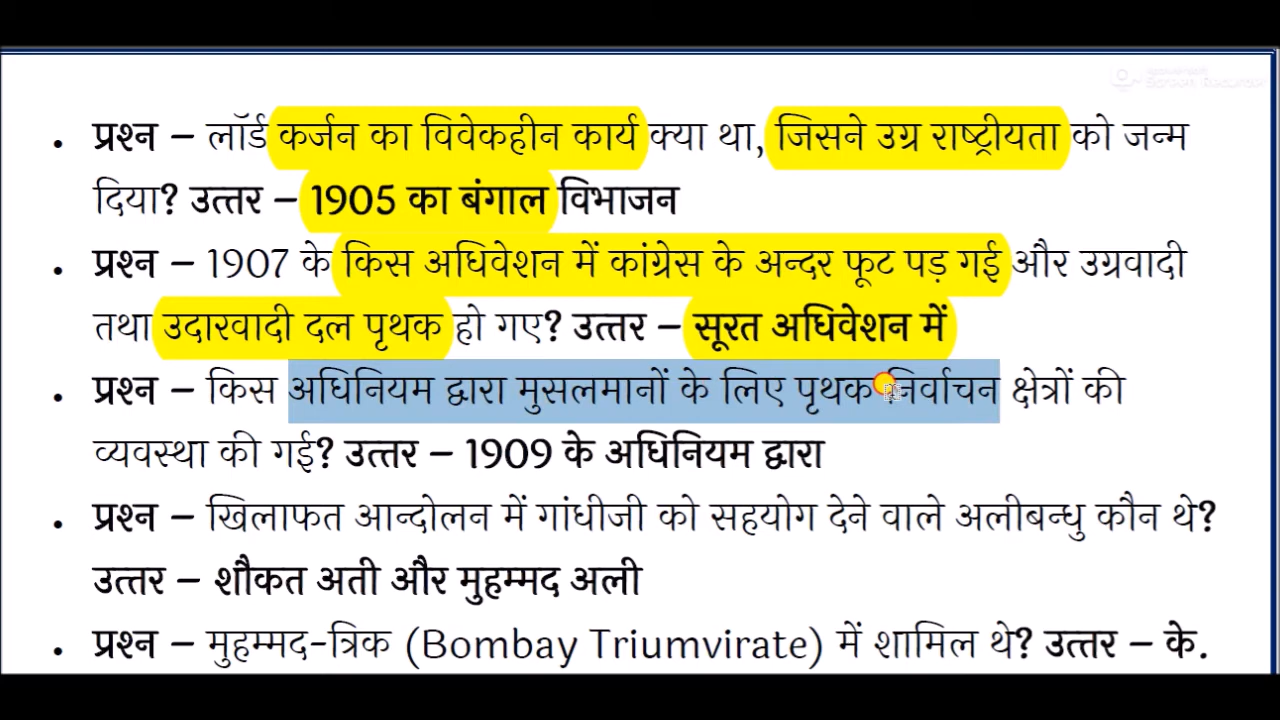 Screen Recorder
• प्रश्न – लॉर्ड कर्जन का विवेकहीन कार्य क्या था, जिसने उग्र राष्ट्रीयता को जन्म
दिया? उत्तर – 1905 का बंगाल विभाजन
• प्रश्न – 1907 के किस अधिवेशन में कांग्रेस के अन्दर फूट पड़ गई और उग्रवादी
तथा उदारवादी दल पृथक हो गए? उत्तर – सूरत अधिवेशन में
• प्रश्न – किस अधिनियम द्वारा मुसलमानों के लिए पृथक निर्वाचन क्षेत्रों की
व्यवस्था की गई? उत्तर – 1909 के अधिनियम द्वारा
• प्रश्न – खिलाफत आन्दोलन में गांधीजी को सहयोग देने वाले अलीबन्धु कौन थे?
उत्तर – शौकत अती और मुहम्मद अली
• प्रश्न – मुहम्मद-त्रिक (Bombay Triumvirate) में शामिल थे? उत्तर – के.